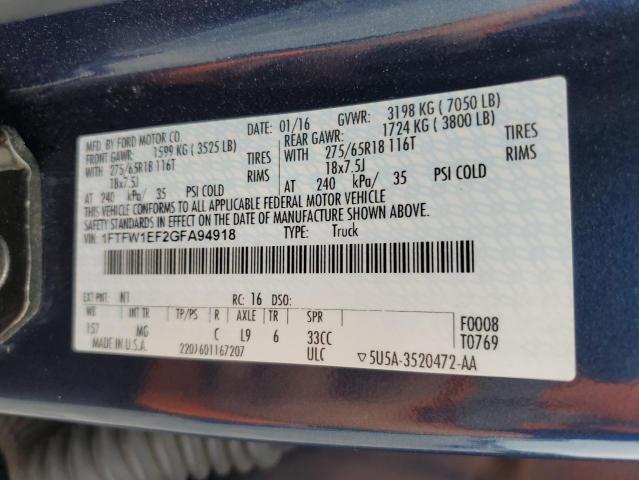 MFD. BY FORD MOTOR CO. DATE: 01/16 GVWR: 3198 KG ( 7050 LB)
FRONT GAWR: 1599 KG ( 3525 LB) REAR GAWR: 1724 KG ( 3800 LB)
WITH 275/65R18 116T TIRES WITH 275/65R18 116T TIRES
18x7.5J RIMS 18x7.5J RIMS
AT 240 kPa/ 35 PSI COLD AT 240 kPa/ 35 PSI COLD
THIS VEHICLE CONFORMS TO ALL APPLICABLE FEDERAL MOTOR VEHICLE
SAFETY STANDARDS IN EFFECT ON THE DATE OF MANUFACTURE SHOWN ABOVE.
VIN: 1FTFW1EF2GFA94918 TYPE: Truck
EXT PNT: N1 RC: 16 DSO:
WB INT TR TP/PS R AXLE TR SPR F0008
157 MG C L9 6 33CC T0769
MADE IN U.S.A. 220J601167207 ULC ▽5U5A-3520472-AA